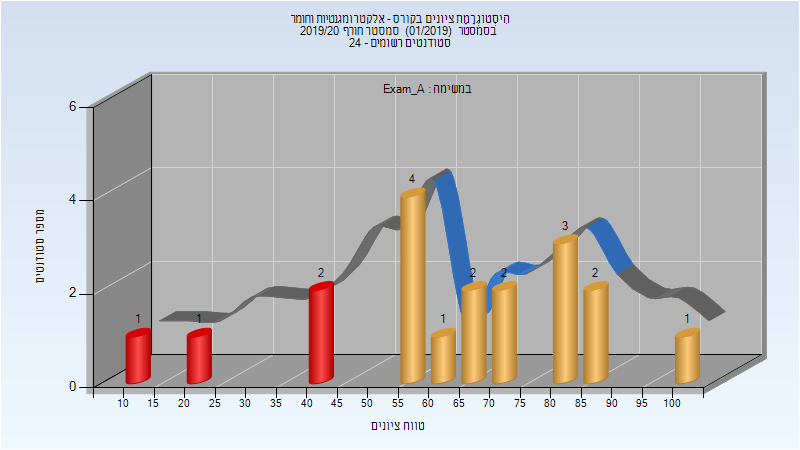 היסטוגרמת ציונים בקורס - אלקטרומגנטיות וחומר
בסמסטר (01/2019) סמסטר חורף 2019/20
סטודנטים רשומים - 24
במשימה : Exam_A
מספר סטודנטים
6
4
2
0
1
1
2
4
1
2
2
3
2
1
10 15 20 25 30 35 40 45 50 55 60 65 70 75 80 85 90 95 100
טווח ציונים